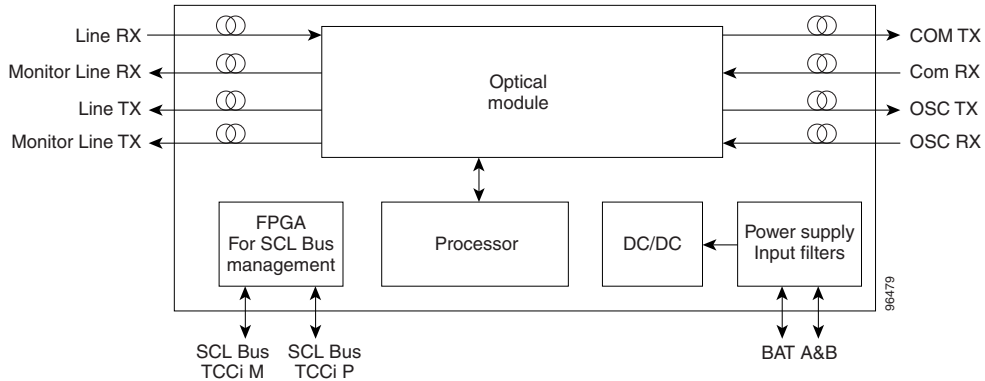 Line RX
Monitor Line RX
Line TX
Monitor Line TX
Optical
module
COM TX
Com RX
OSC TX
OSC RX
FPGA
For SCL Bus
management
Processor
DC/DC
Power supply
Input filters
96479
SCL Bus
TCCi M
SCL Bus
TCCi P
BAT A&B